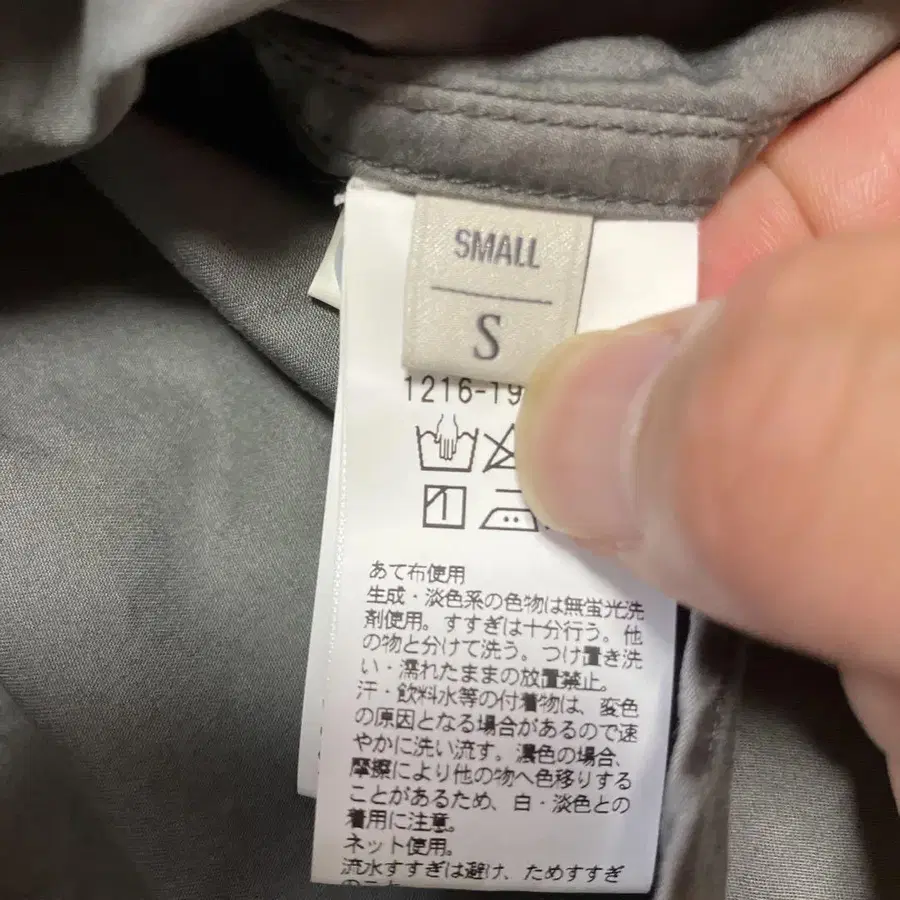 SMALL
S
1216-19
あて布使用
生成・淡色系の色物は無蛍光洗
剤使用。すすぎは十分行う。他
の物と分けて洗う。つけ置き洗
い・濡れたままの放置禁止。
汗・飲料水等の付着物は、変色
の原因となる場合があるので速
やかに洗い流す。濃色の場合、
摩擦により他の物へ色移りする
ことがあるため、白・淡色との
着用に注意。
ネット使用。
流水すすぎは避け、ためすすぎ
のこと